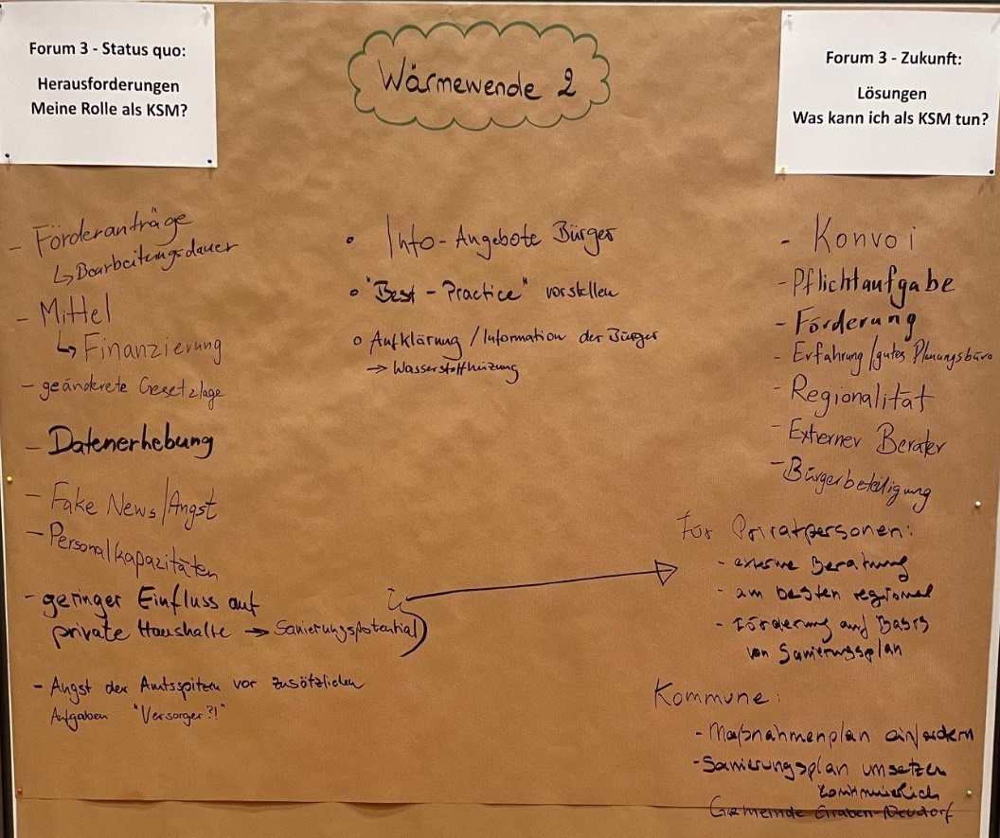 Forum 3 - Status quo:
Herausforderungen
Meine Rolle als KSM?
Wärmewende 2
Forum 3 - Zukunft:
Lösungen
Was kann ich als KSM tun?
- Förderanträge
↳ Bearbeitungsdauer
- Mittel
↳ Finanzierung
- geänderte Gesetzlage
- Datenerhebung
- Fake News/Angst
- Personalkapazitäten
- geringer Einfluss auf
private Haushalte → Sanierungspotential
- Angst der Amtsspitzen vor zusätzlichen
Aufgaben "Versorger?!"
• Info-Angebote Bürger
• "Best-Practice" vorstellen
• Aufklärung/Information der Bürger
→ Wasserstoffheizung
- Konvoi
- Pflichtaufgabe
- Förderung
- Erfahrung/gutes Planungsbüro
- Regionalität
- Externer Berater
- Bürgerbeteiligung
Für Privatpersonen:
- externe Beratung
- am besten regional
- Förderung auf Basis
von Sanierungsplan
Kommune:
- Maßnahmenplan einfordern
- Sanierungsplan umsetzen
kontinuierlich
Gemeinde Graben-Neudorf